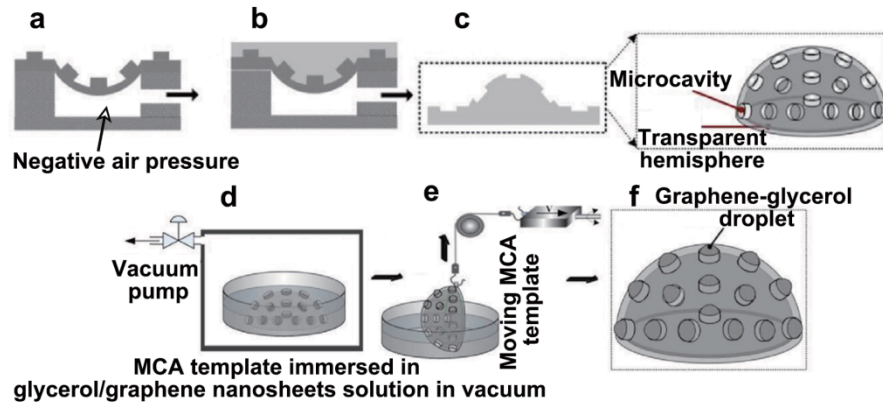 a
b
c
Negative air pressure
Microcavity
Transparent
hemisphere
d
e
f
Vacuum
pump
Moving MCA
template
V
Graphene-glycerol
droplet
MCA template immersed in
glycerol/graphene nanosheets solution in vacuum